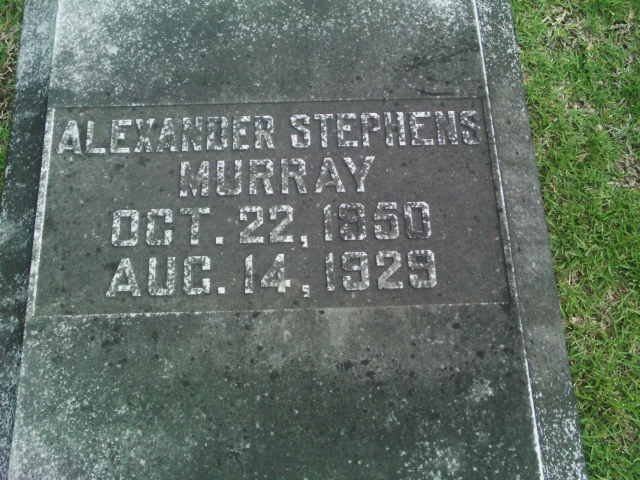 ALEXANDER STEPHENS
MURRAY
OCT. 22, 1850
AUG. 14, 1929